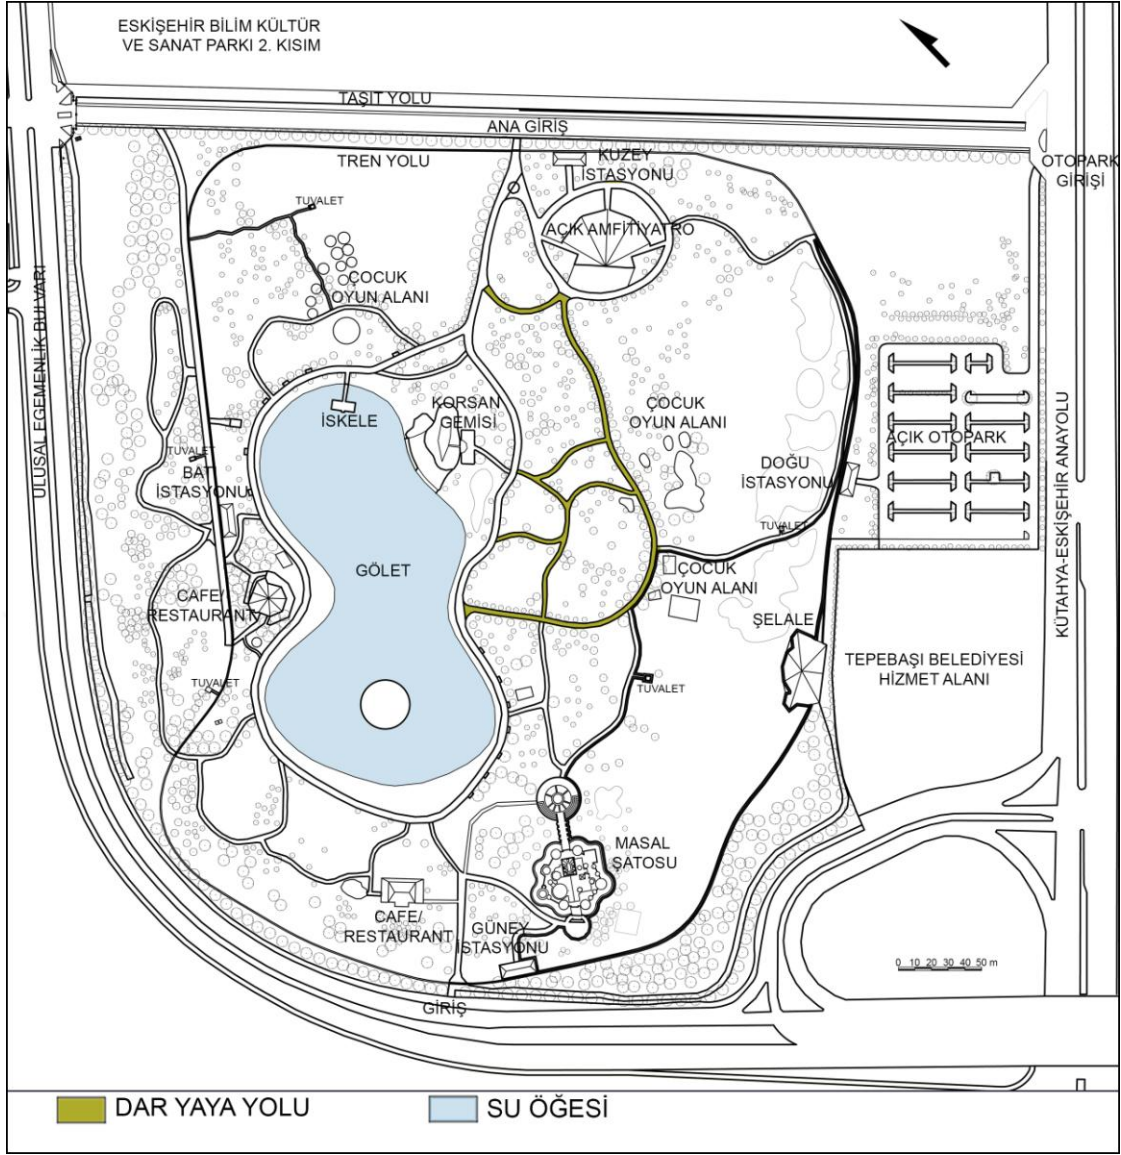 ESKİŞEHİR BİLİM KÜLTÜR
VE SANAT PARKI 2. KISIM
TAŞIT YOLU
ANA GİRİŞ
TREN YOLU
KUZEY
İSTASYONU
OTOPARK
GİRİŞİ
TUVALET
AÇIK AMFİTİYATRO
ÇOCUK
OYUN ALANI
ULUSAL EGEMENLİK BULVARI
İSKELE
KORSAN
GEMİSİ
ÇOCUK
OYUN ALANI
AÇIK OTOPARK
KÜTAHYA-ESKİŞEHİR ANAYOLU
TUVALET
BATI
İSTASYONU
DOĞU
İSTASYONU
TUVALET
GÖLET
ÇOCUK
OYUN ALANI
CAFE/
RESTAURANT
ŞELALE
TEPEBAŞI BELEDİYESİ
HİZMET ALANI
TUVALET
TUVALET
MASAL
ŞATOSU
CAFE/
RESTAURANT
GÜNEY
İSTASYONU
0 10 20 30 40 50 m
GİRİŞ
DAR YAYA YOLU
SU ÖĞESİ